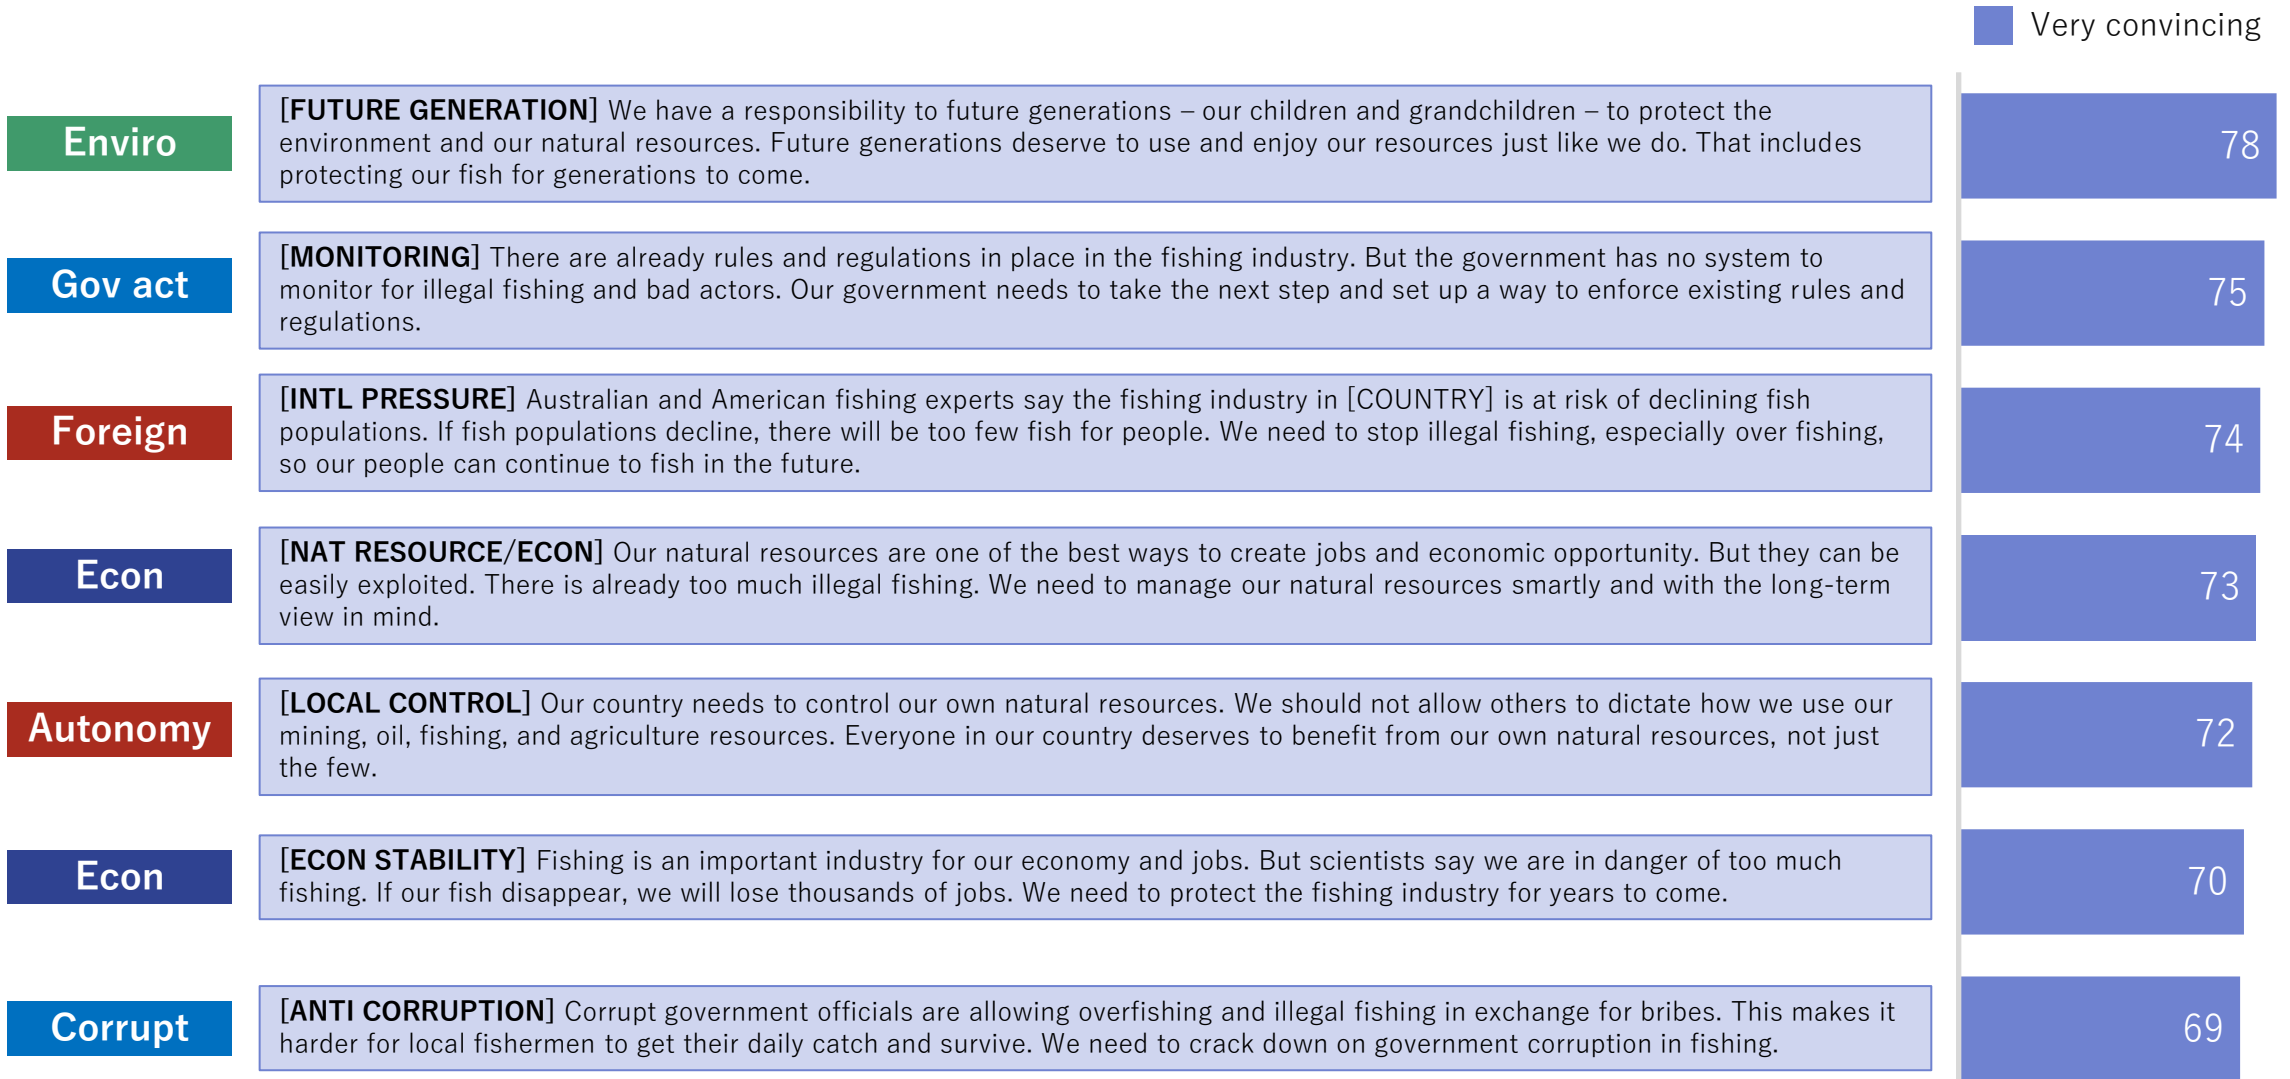 Very convincing
Enviro
[FUTURE GENERATION] We have a responsibility to future generations – our children and grandchildren – to protect the
environment and our natural resources. Future generations deserve to use and enjoy our resources just like we do. That includes
protecting our fish for generations to come.
78
Gov act
[MONITORING] There are already rules and regulations in place in the fishing industry. But the government has no system to
monitor for illegal fishing and bad actors. Our government needs to take the next step and set up a way to enforce existing rules and
regulations.
75
Foreign
[INTL PRESSURE] Australian and American fishing experts say the fishing industry in [COUNTRY] is at risk of declining fish
populations. If fish populations decline, there will be too few fish for people. We need to stop illegal fishing, especially over fishing,
so our people can continue to fish in the future.
74
Econ
[NAT RESOURCE/ECON] Our natural resources are one of the best ways to create jobs and economic opportunity. But they can be
easily exploited. There is already too much illegal fishing. We need to manage our natural resources smartly and with the long-term
view in mind.
73
Autonomy
[LOCAL CONTROL] Our country needs to control our own natural resources. We should not allow others to dictate how we use our
mining, oil, fishing, and agriculture resources. Everyone in our country deserves to benefit from our own natural resources, not just
the few.
72
Econ
[ECON STABILITY] Fishing is an important industry for our economy and jobs. But scientists say we are in danger of too much
fishing. If our fish disappear, we will lose thousands of jobs. We need to protect the fishing industry for years to come.
70
Corrupt
[ANTI CORRUPTION] Corrupt government officials are allowing overfishing and illegal fishing in exchange for bribes. This makes it
harder for local fishermen to get their daily catch and survive. We need to crack down on government corruption in fishing.
69